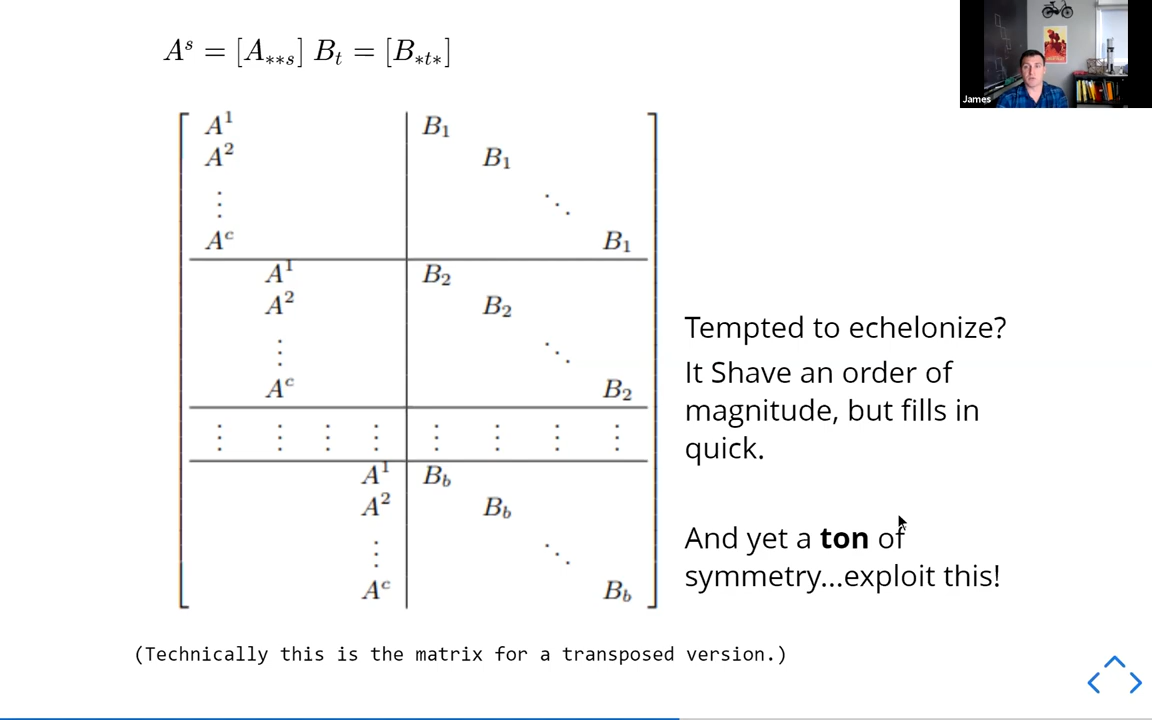 A^s = [A_{**s}] B_t = [B_{*t*}]
James
A^1 B_1
A^2 B_1
⋮ ⋱
A^c B_1
A^1 B_2
A^2 B_2
⋮ ⋱
A^c B_2
⋮ ⋮ ⋮ ⋮ ⋮ ⋮ ⋮ ⋮
A^1 B_b
A^2 B_b
⋮ ⋱
A^c B_b
Tempted to echelonize?
It Shave an order of
magnitude, but fills in
quick.
And yet a ton of
symmetry...exploit this!
(Technically this is the matrix for a transposed version.)